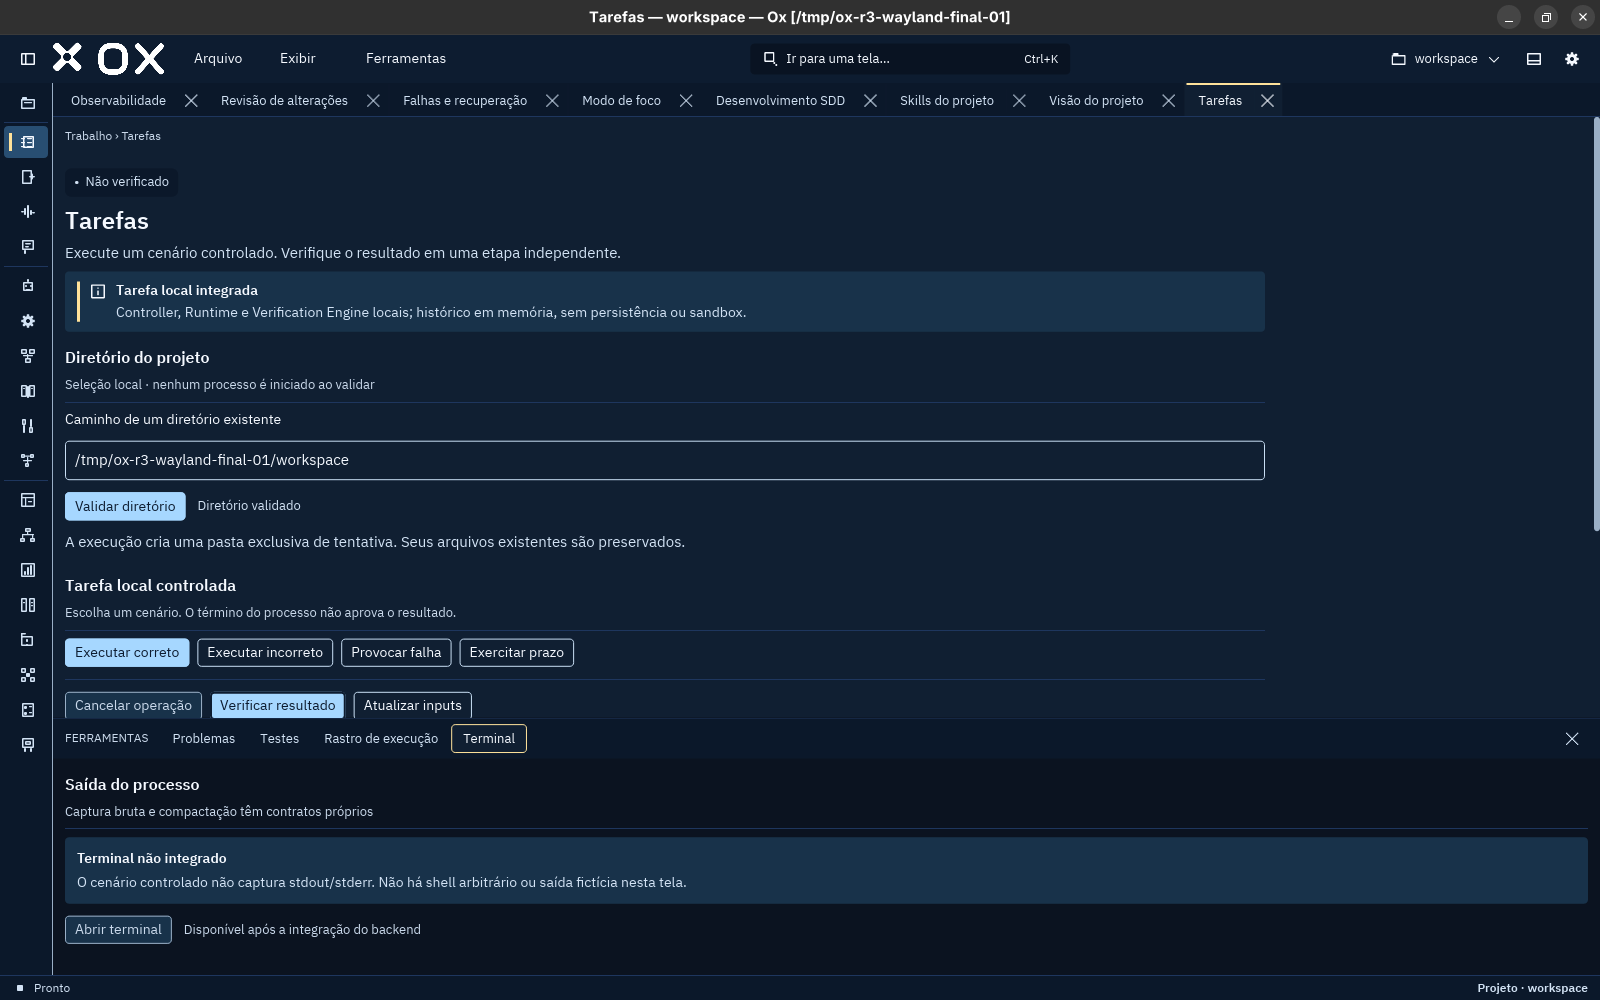 Tarefas — workspace — Ox [/tmp/ox-r3-wayland-final-01]
OX
Arquivo Exibir Ferramentas
Ir para uma tela... Ctrl+K
workspace
Observabilidade Revisão de alterações Falhas e recuperação Modo de foco Desenvolvimento SDD Skills do projeto Visão do projeto Tarefas
Trabalho › Tarefas
• Não verificado
Tarefas
Execute um cenário controlado. Verifique o resultado em uma etapa independente.
Tarefa local integrada
Controller, Runtime e Verification Engine locais; histórico em memória, sem persistência ou sandbox.
Diretório do projeto
Seleção local · nenhum processo é iniciado ao validar
Caminho de um diretório existente
/tmp/ox-r3-wayland-final-01/workspace
Validar diretório Diretório validado
A execução cria uma pasta exclusiva de tentativa. Seus arquivos existentes são preservados.
Tarefa local controlada
Escolha um cenário. O término do processo não aprova o resultado.
Executar correto Executar incorreto Provocar falha Exercitar prazo
Cancelar operação Verificar resultado Atualizar inputs
FERRAMENTAS Problemas Testes Rastro de execução Terminal
Saída do processo
Captura bruta e compactação têm contratos próprios
Terminal não integrado
O cenário controlado não captura stdout/stderr. Não há shell arbitrário ou saída fictícia nesta tela.
Abrir terminal Disponível após a integração do backend
Pronto
Projeto · workspace